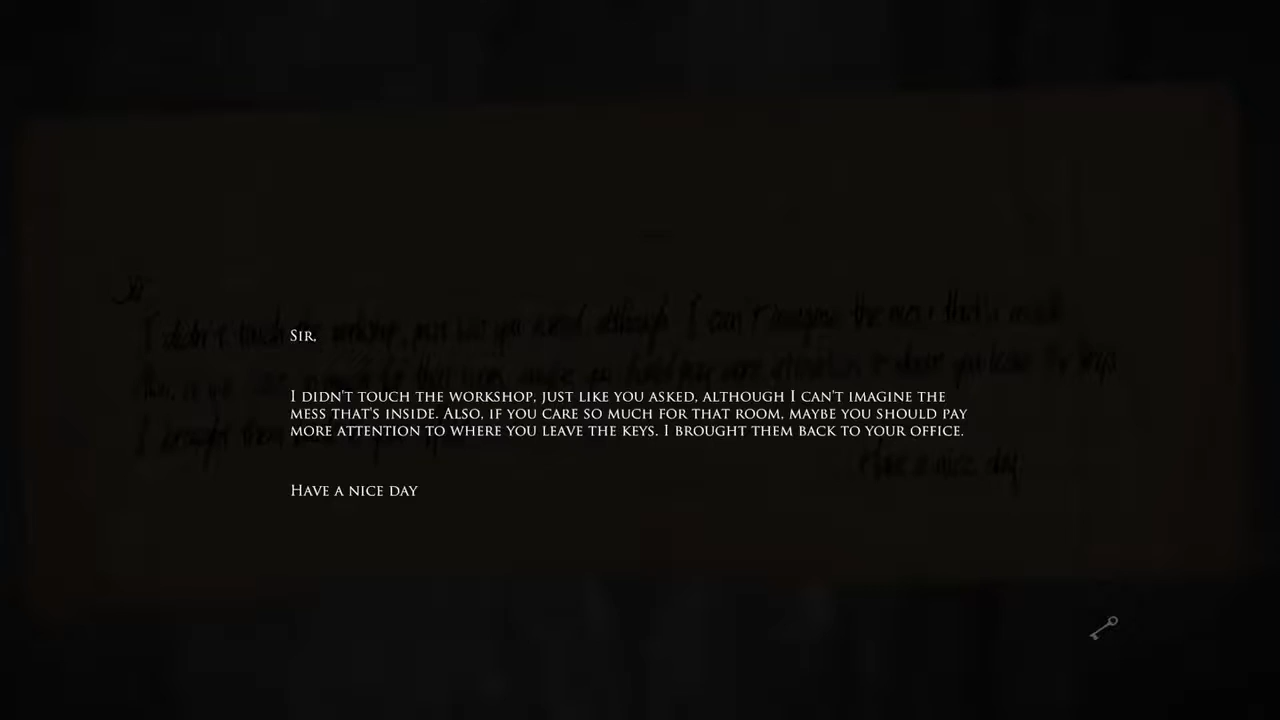 Sir,
I didn't touch the workshop, just like you asked, although I can't imagine the
mess that's inside. Also, if you care so much for that room, maybe you should pay
more attention to where you leave the keys. I brought them back to your office.
Have a nice day